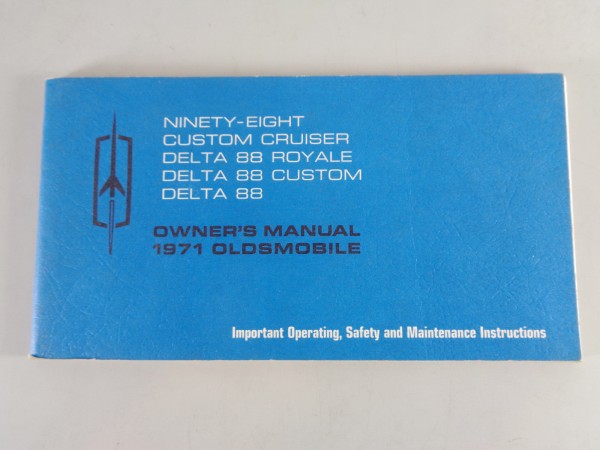 NINETY-EIGHT
CUSTOM CRUISER
DELTA 88 ROYALE
DELTA 88 CUSTOM
DELTA 88
OWNER'S MANUAL
1971 OLDSMOBILE
Important Operating, Safety and Maintenance Instructions